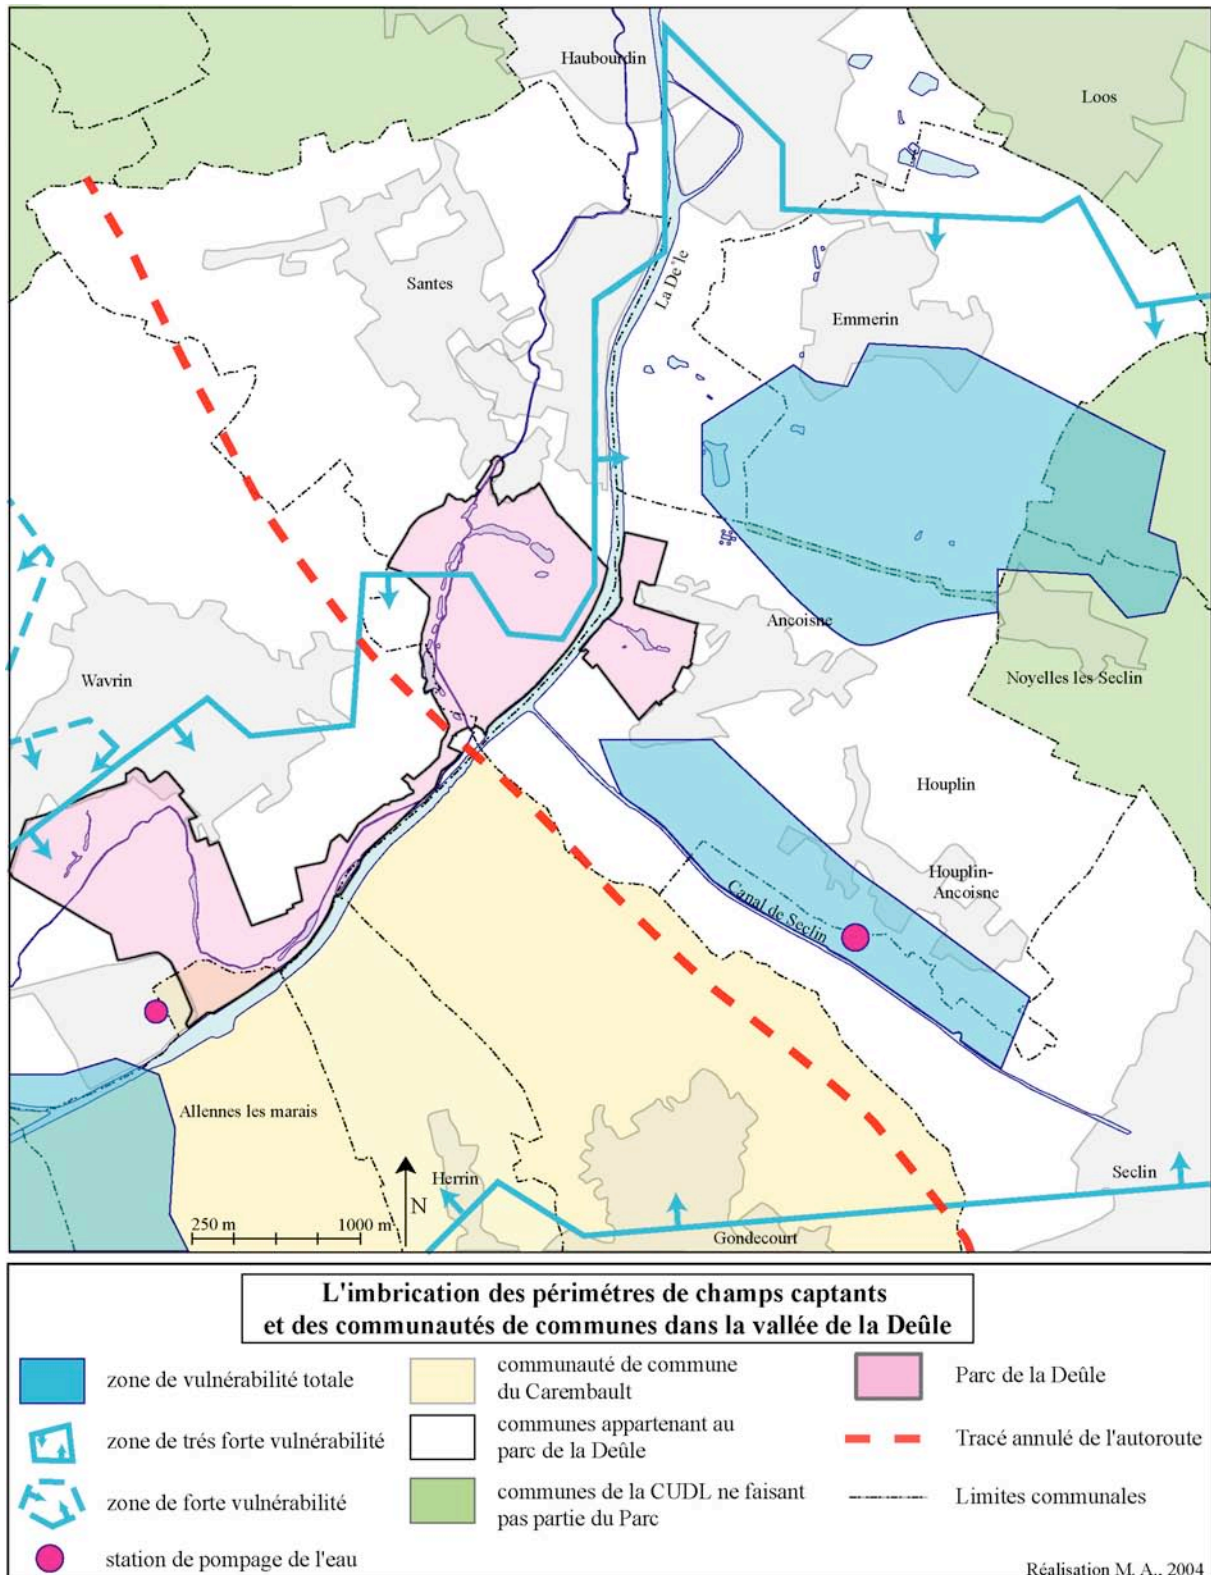 Haubourdin
Loos
Santes
La De˚le
Emmerin
Ancoisne
Wavrin
Noyelles les Seclin
Houplin
Houplin-
Ancoisne
Canal de Seclin
Allennes les marais
Herrin
N
Seclin
250 m
1000 m
Gondecourt
L'imbrication des périmétres de champs captants
et des communautés de communes dans la vallée de la Deûle
zone de vulnérabilité totale
zone de trés forte vulnérabilité
zone de forte vulnérabilité
station de pompage de l'eau
communauté de commune
du Carembault
communes appartenant au
parc de la Deûle
communes de la CUDL ne faisant
pas partie du Parc
Parc de la Deûle
Tracé annulé de l'autoroute
Limites communales
Réalisation M. A., 2004